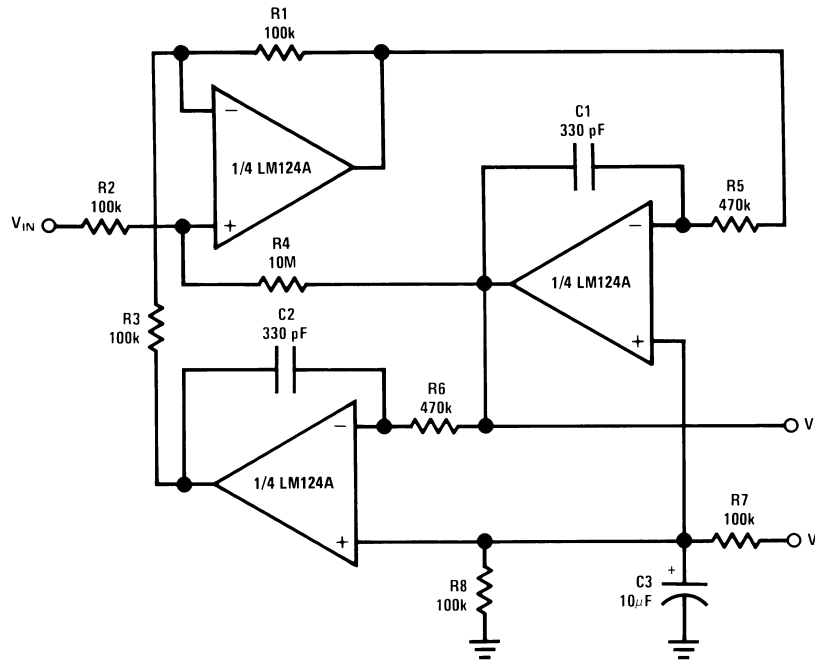 R1
100k
C1
330 pF
1/4 LM124A
R2
100k
R5
470k
VIN
R4
10M
1/4 LM124A
R3
100k
C2
330 pF
R6
470k
V
1/4 LM124A
R7
100k
V
R8
100k
C3
10μF